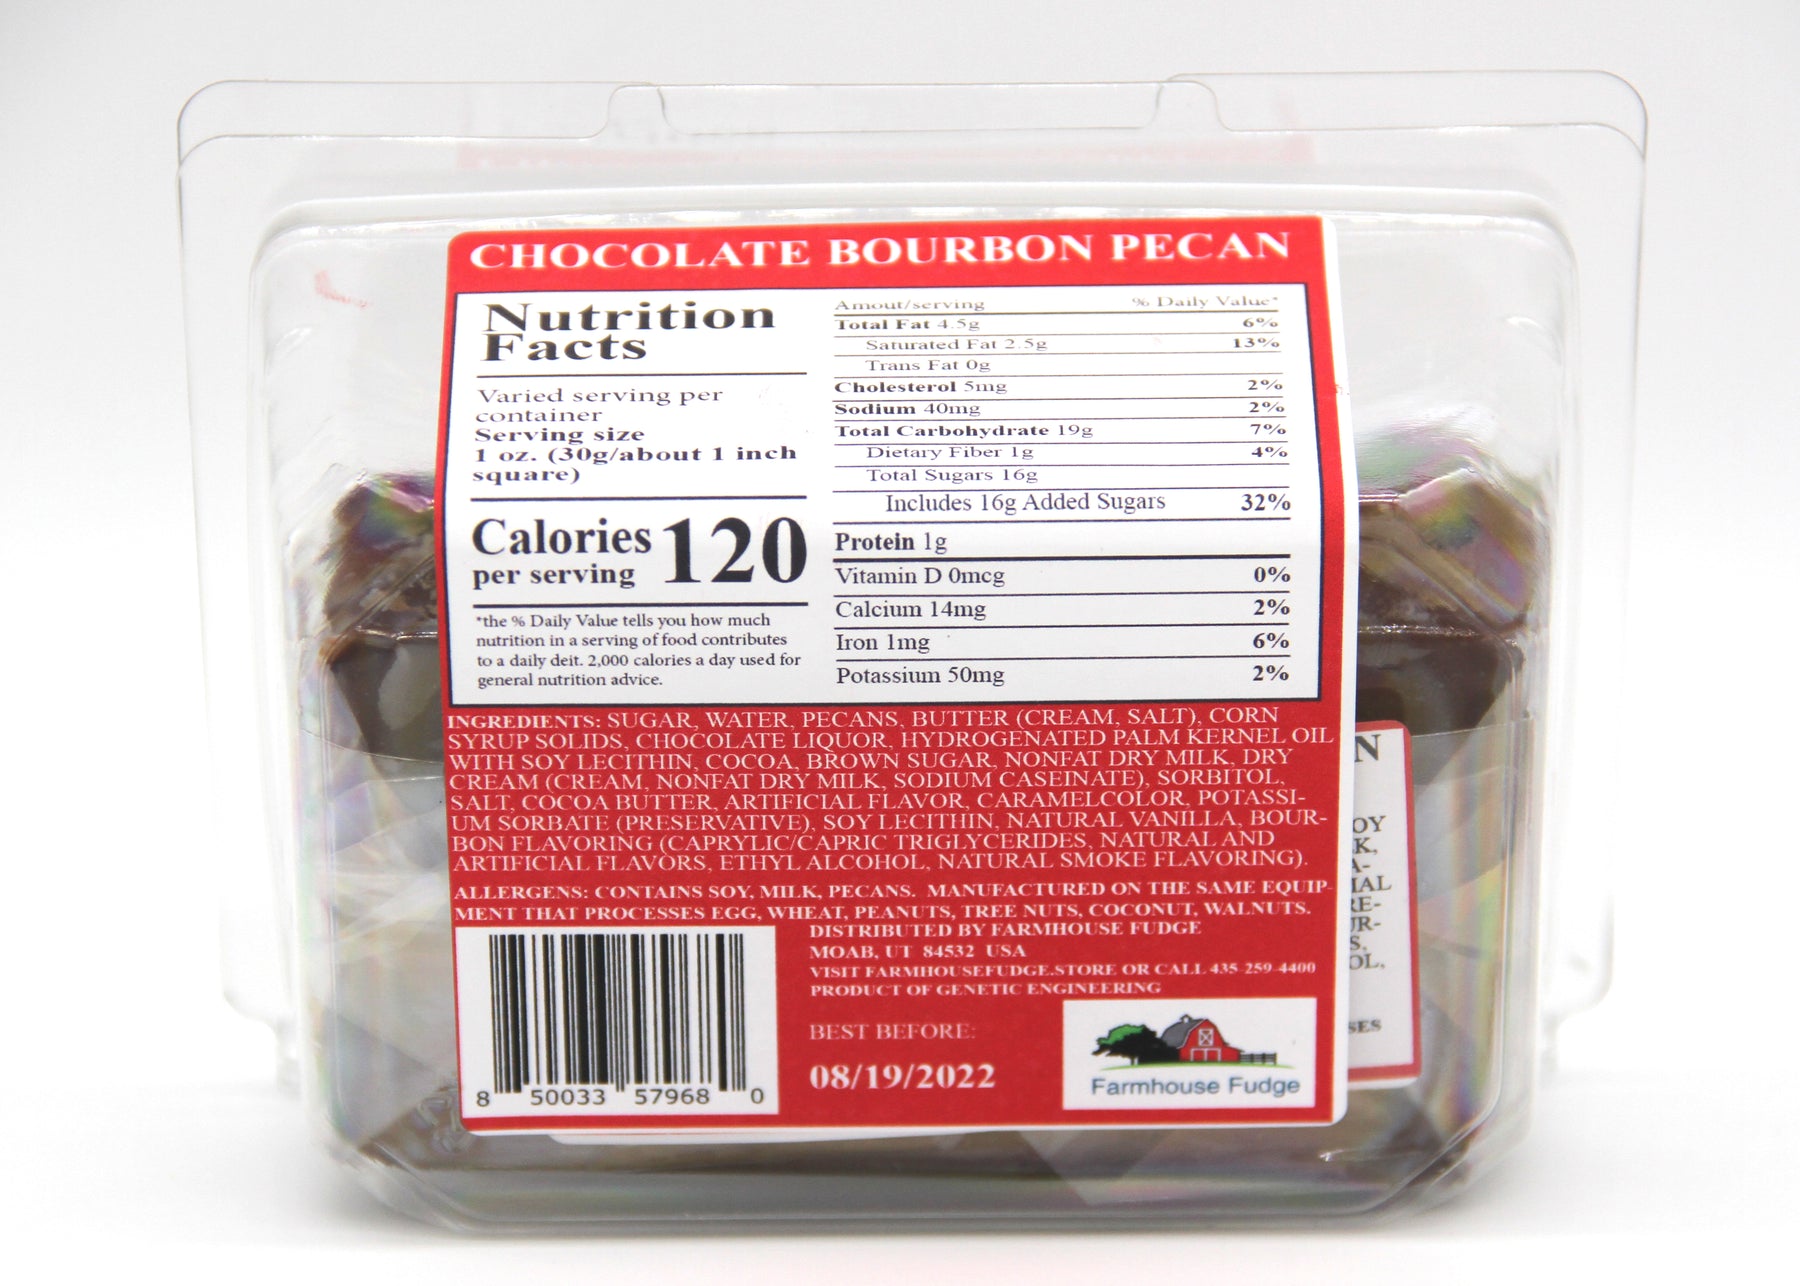 CHOCOLATE BOURBON PECAN
Nutrition
Facts
Varied serving per
container
Serving size
1 oz. (30g/about 1 inch
square)
Calories 120
per serving
*the % Daily Value tells you how much
nutrition in a serving of food contributes
to a daily deit. 2,000 calories a day used for
general nutrition advice.
Amout/serving % Daily Value*
Total Fat 4.5g 6%
Saturated Fat 2.5g 13%
Trans Fat 0g
Cholesterol 5mg 2%
Sodium 40mg 2%
Total Carbohydrate 19g 7%
Dietary Fiber 1g 4%
Total Sugars 16g
Includes 16g Added Sugars 32%
Protein 1g
Vitamin D 0mcg 0%
Calcium 14mg 2%
Iron 1mg 6%
Potassium 50mg 2%
INGREDIENTS: SUGAR, WATER, PECANS, BUTTER (CREAM, SALT), CORN
SYRUP SOLIDS, CHOCOLATE LIQUOR, HYDROGENATED PALM KERNEL OIL
WITH SOY LECITHIN, COCOA, BROWN SUGAR, NONFAT DRY MILK, DRY
CREAM (CREAM, NONFAT DRY MILK, SODIUM CASEINATE), SORBITOL,
SALT, COCOA BUTTER, ARTIFICIAL FLAVOR, CARAMELCOLOR, POTASSI-
UM SORBATE (PRESERVATIVE), SOY LECITHIN, NATURAL VANILLA, BOUR-
BON FLAVORING (CAPRYLIC/CAPRIC TRIGLYCERIDES, NATURAL AND
ARTIFICIAL FLAVORS, ETHYL ALCOHOL, NATURAL SMOKE FLAVORING).
ALLERGENS: CONTAINS SOY, MILK, PECANS. MANUFACTURED ON THE SAME EQUIP-
MENT THAT PROCESSES EGG, WHEAT, PEANUTS, TREE NUTS, COCONUT, WALNUTS.
DISTRIBUTED BY FARMHOUSE FUDGE
MOAB, UT 84532 USA
VISIT FARMHOUSEFUDGE.STORE OR CALL 435-259-4400
PRODUCT OF GENETIC ENGINEERING
BEST BEFORE:
08/19/2022
8 50033 57968 0
Farmhouse Fudge
N
OY
K,
A-
IAL
RE-
UR-
S,
OL,
SES